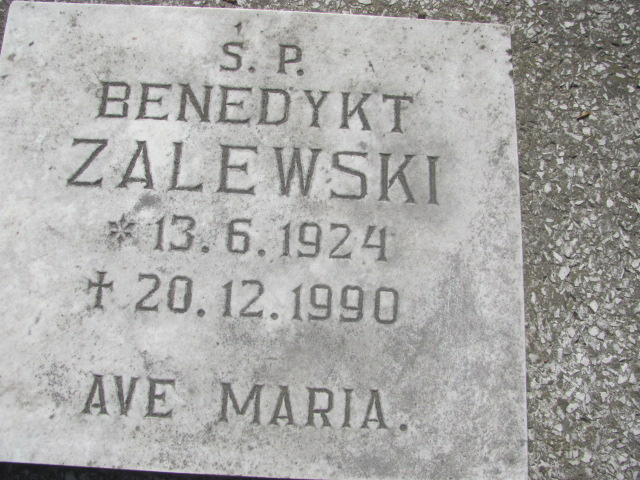 Ś. P.
BENEDYKT
ZALEWSKI
* 13.6.1924
✝ 20.12.1990
AVE MARIA.